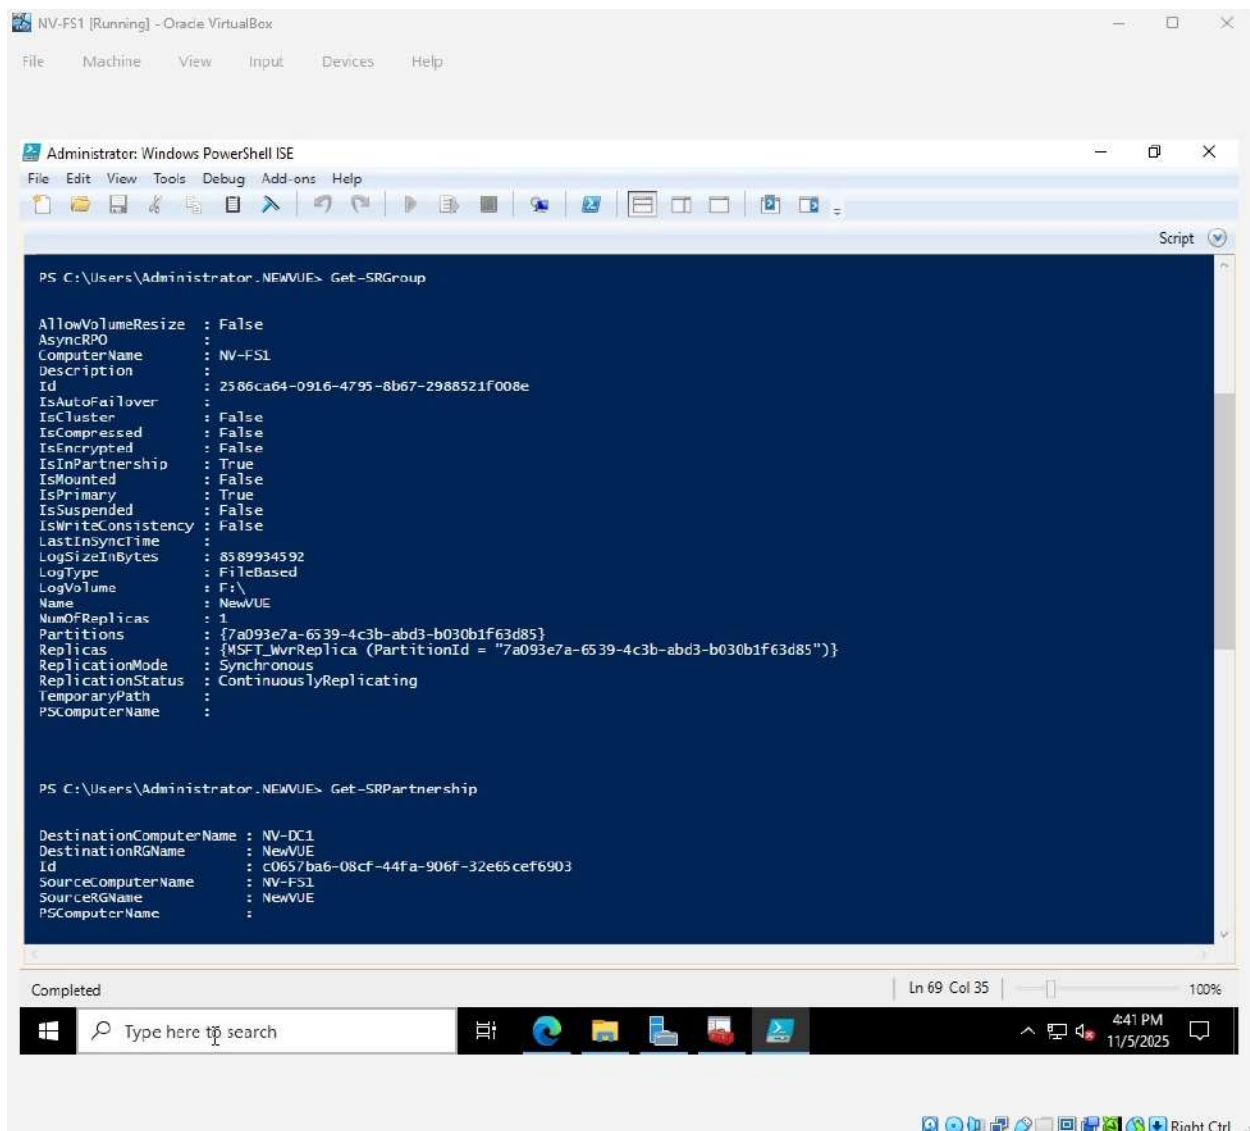 NV-FS1 [Running] - Oracle VirtualBox
File Machine View Input Devices Help
Administrator: Windows PowerShell ISE
File Edit View Tools Debug Add-ons Help
Script
PS C:\Users\Administrator.NEWVUE> Get-SRGroup
AllowVolumeResize : False
AsyncRPO :
ComputerName : NV-FS1
Description :
Id : 2586ca64-0916-4795-8b67-2988521f008e
IsAutoFailover :
IsCluster : False
IsCompressed : False
IsEncrypted : False
IsInPartnership : True
IsMounted : False
IsPrimary : True
IsSuspended : False
IsWriteConsistency : False
LastInSyncTime :
LogSizeInBytes : 8589934592
LogType : FileBased
LogVolume : F:\
Name : NewVUE
NumOfReplicas : 1
Partitions : {7a093e7a-6539-4c3b-abd3-b030b1f63d85}
Replicas : {MSFT_WvrReplica (PartitionId = "7a093e7a-6539-4c3b-abd3-b030b1f63d85")}
ReplicationMode : Synchronous
ReplicationStatus : ContinuouslyReplicating
TemporaryPath :
PSComputerName :
PS C:\Users\Administrator.NEWVUE> Get-SRPartnership
DestinationComputerName : NV-DC1
DestinationRGName : NewVUE
Id : c0657ba6-08cf-44fa-906f-32e65cef6903
SourceComputerName : NV-FS1
SourceRGName : NewVUE
PSComputerName :
Completed Ln 69 Col 35 100%
Type here to search 4:41 PM
11/5/2025
Right Ctrl